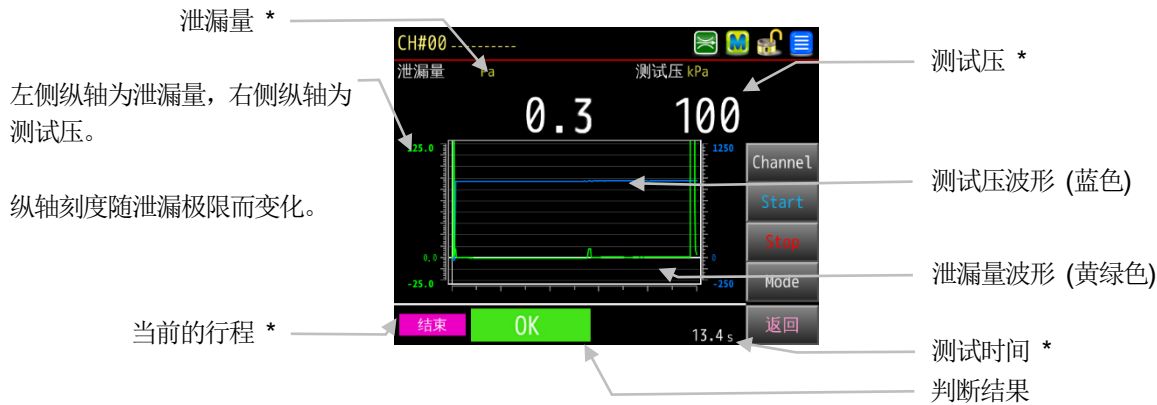 泄漏量 *
左侧纵轴为泄漏量，右侧纵轴为
测试压。
纵轴刻度随泄漏极限而变化。
当前的行程 *
CH#00 ----------
M
泄漏量 Pa
测试压 kPa
0.3
100
125.0
1250
0.0
0
-25.0
-250
Channel
Start
Stop
Mode
返回
结束
OK
13.4 s
测试压 *
测试压波形 (蓝色)
泄漏量波形 (黄绿色)
测试时间 *
判断结果